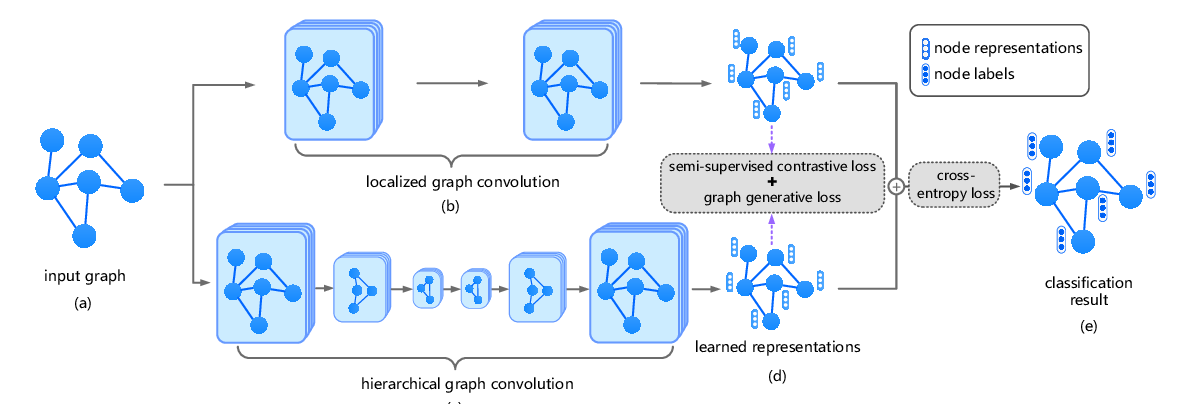 node representations
node labels
semi-supervised contrastive loss
+
graph generative loss
cross-
entropy loss
localized graph convolution
(b)
input graph
(a)
classification
result
(e)
learned representations
(d)
hierarchical graph convolution